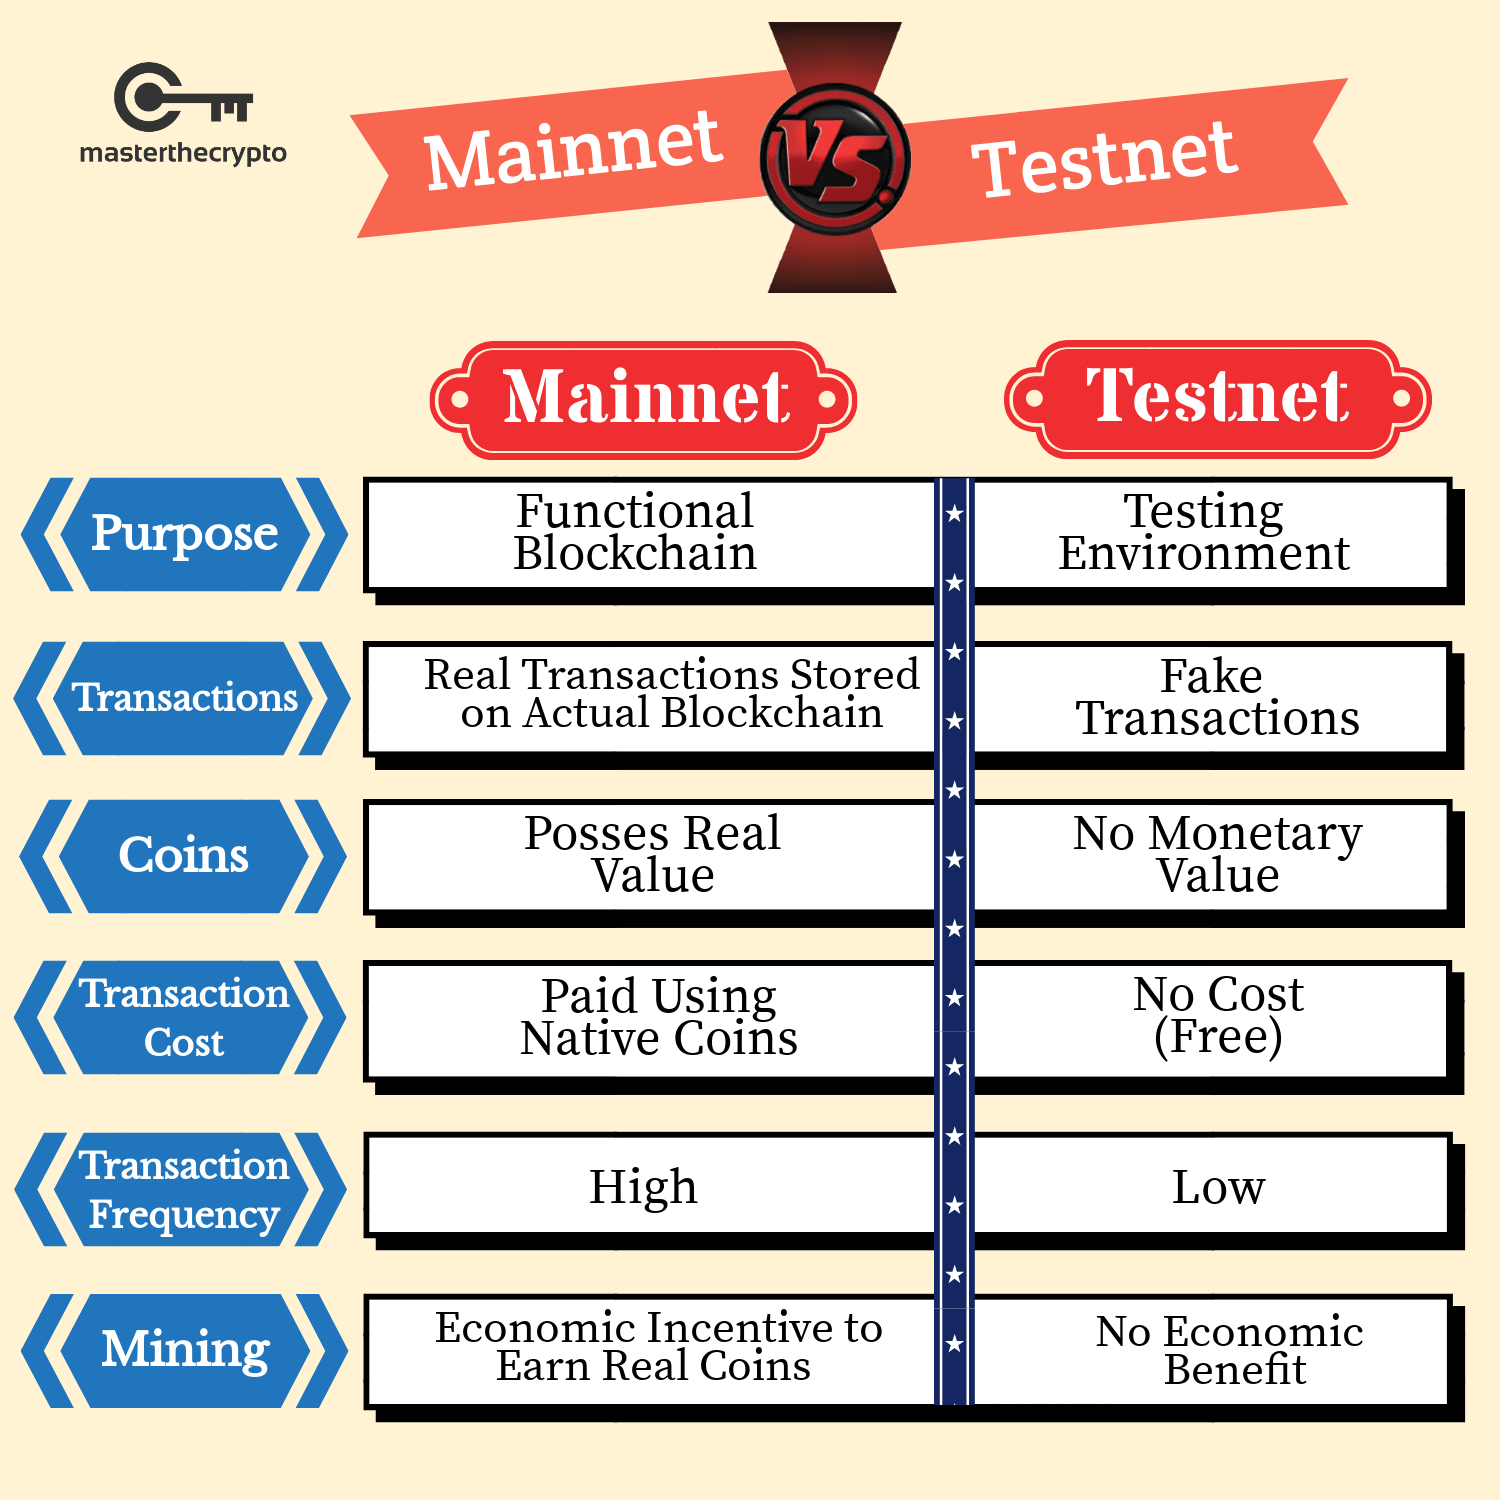 masterthecrypto
Mainnet
VS.
Testnet
Mainnet
Testnet
Purpose
Functional
Blockchain
Testing
Environment
Transactions
Real Transactions Stored
on Actual Blockchain
Fake
Transactions
Coins
Posses Real
Value
No Monetary
Value
Transaction
Cost
Paid Using
Native Coins
No Cost
(Free)
Transaction
Frequency
High
Low
Mining
Economic Incentive to
Earn Real Coins
No Economic
Benefit